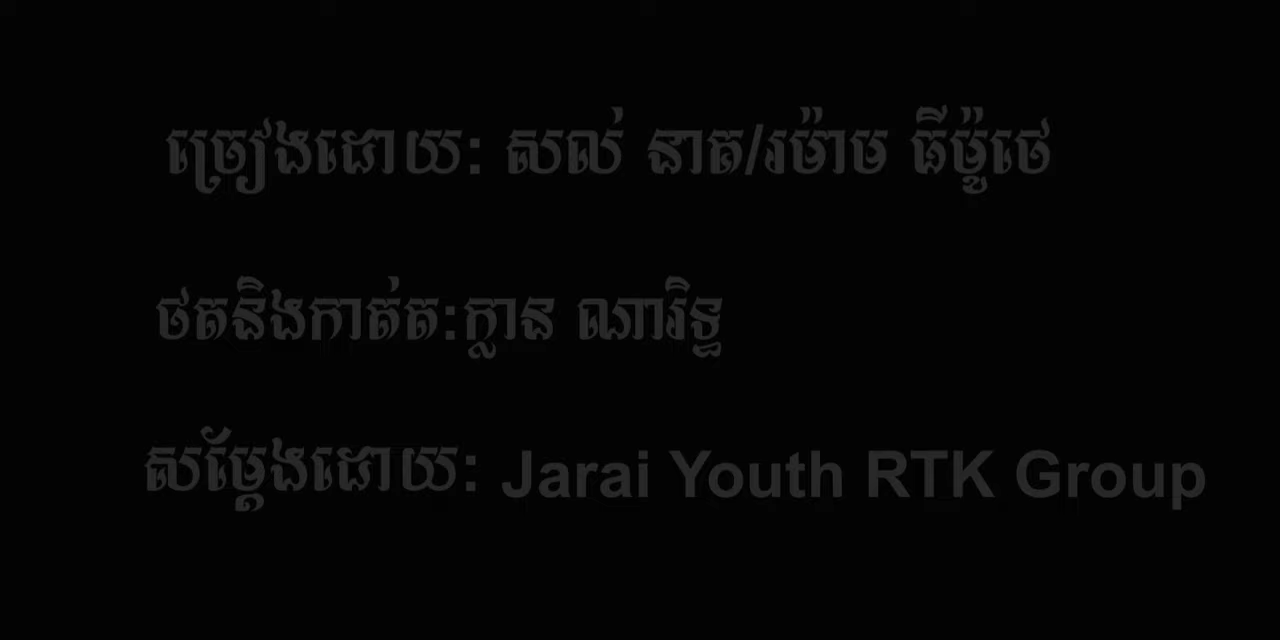 ច្រៀងដោយ: សល់ នាត/រម៉ាម ធីម៉ូថេ
ថតនិងកាត់ត:ក្លាន ណារិទ្ធ
សម្ដែងដោយ: Jarai Youth RTK Group